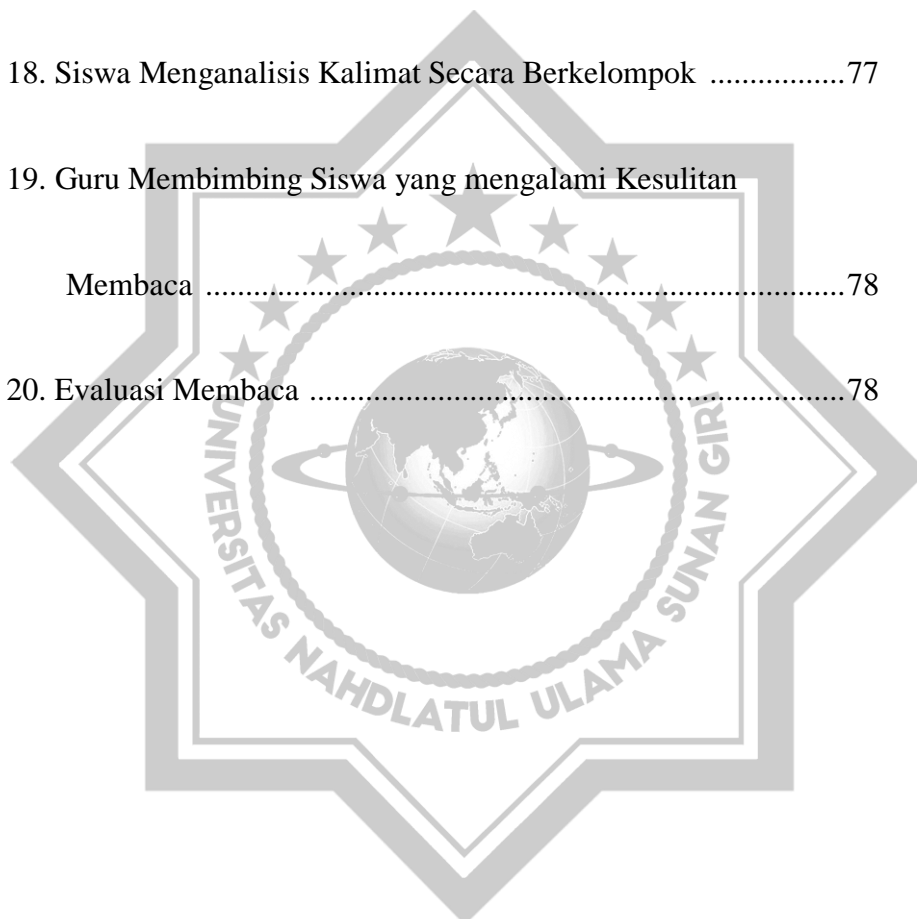 18. Siswa Menganalisis Kalimat Secara Berkelompok ................77
19. Guru Membimbing Siswa yang mengalami Kesulitan
Membaca ............................................................................78
20. Evaluasi Membaca ................................................................78
UNIVERSITAS NAHDLATUL ULAMA SUNAN GIRI